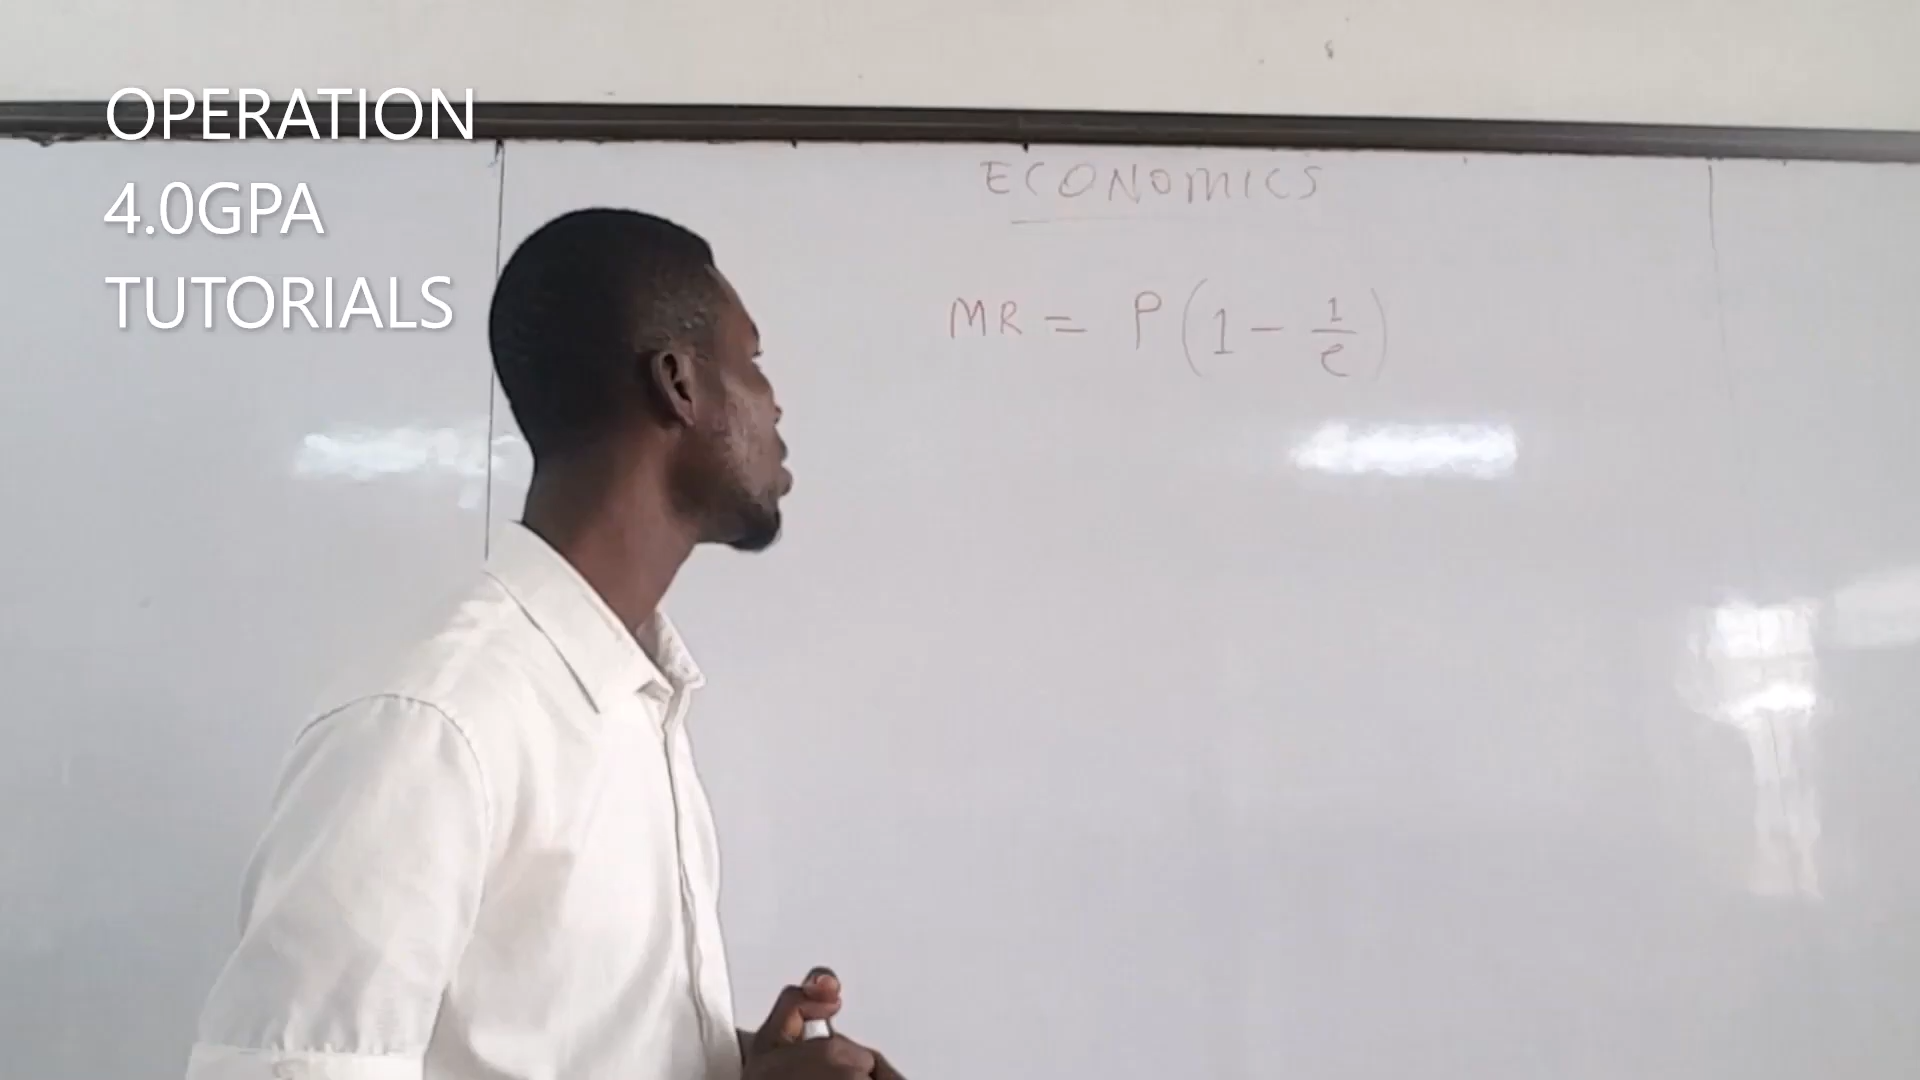 OPERATION
4.0GPA
TUTORIALS
ECONOMICS
MR = P(1 - 1/e)